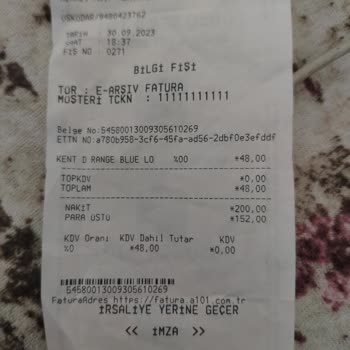 ÜSKÜDAR/8480423762
TARİH : 30.09.2023
SAAT : 18:37
FİŞ NO : 0271
BİLGİ FİŞİ
TÜR : E-ARŞİV FATURA
MÜŞTERİ TCKN : 11111111111
Belge No:54580013009305610269
ETTN NO:a780b958-3cf6-45fa-ad56-2dbf0e3efddf
KENT D RANGE BLUE LO %00 *48,00
TOPKDV *0,00
TOPLAM *48,00
NAKİT *200,00
PARA ÜSTÜ *152,00
KDV Oranı KDV Dahil Tutar KDV
%0 *48,00 *0,00
54580013009305610269
FaturaAdres https://fatura.a101.com.tr
İRSALİYE YERİNE GEÇER
<< İMZA >>